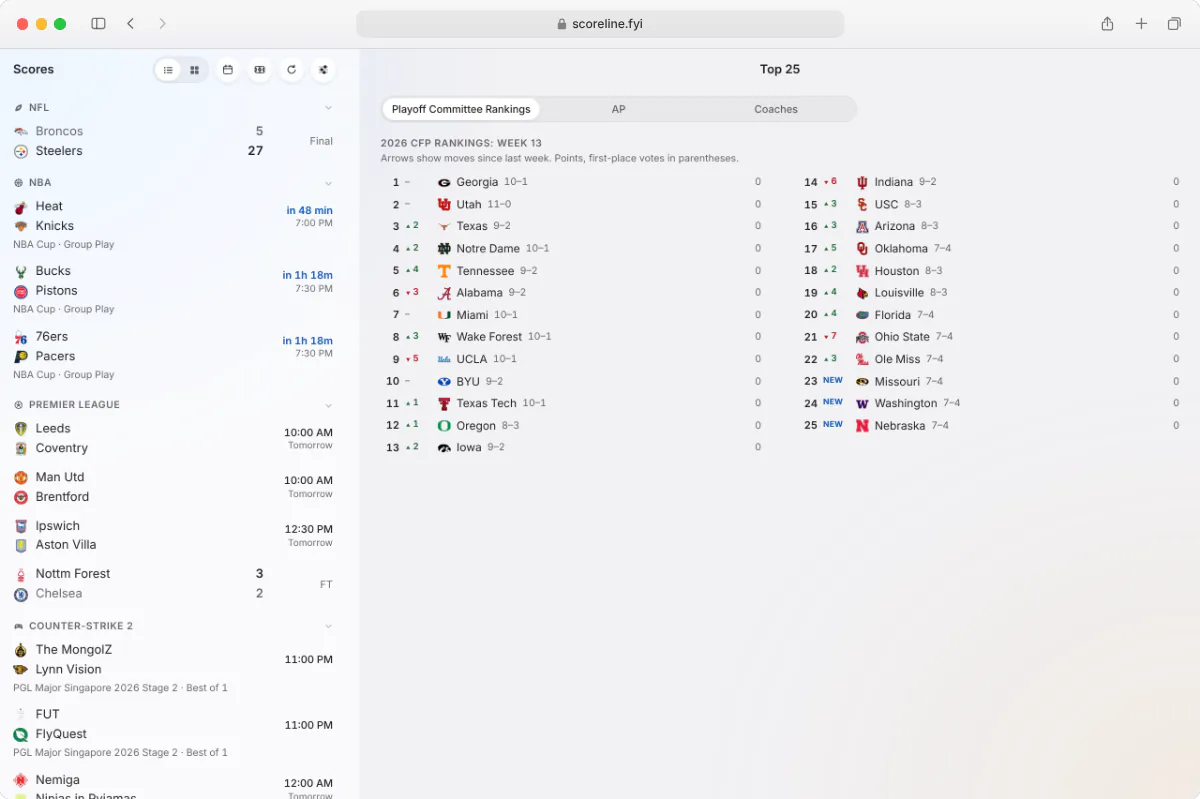 scoreline.fyi
Scores
NFL
Broncos 5
Steelers 27
Final
NBA
Heat
Knicks
in 48 min
7:00 PM
NBA Cup · Group Play
Bucks
Pistons
in 1h 18m
7:30 PM
NBA Cup · Group Play
76ers
Pacers
in 1h 18m
7:30 PM
NBA Cup · Group Play
PREMIER LEAGUE
Leeds
Coventry
10:00 AM
Tomorrow
Man Utd
Brentford
10:00 AM
Tomorrow
Ipswich
Aston Villa
12:30 PM
Tomorrow
Nottm Forest 3
Chelsea 2
FT
COUNTER-STRIKE 2
The MongolZ
Lynn Vision
11:00 PM
PGL Major Singapore 2026 Stage 2 · Best of 1
FUT
FlyQuest
11:00 PM
PGL Major Singapore 2026 Stage 2 · Best of 1
Nemiga
Ninjas in Pyjamas
12:00 AM
Tomorrow
Top 25
Playoff Committee Rankings AP Coaches
2026 CFP RANKINGS: WEEK 13
Arrows show moves since last week. Points, first-place votes in parentheses.
1 – Georgia 10–1 0
2 – Utah 11–0 0
3 ▲ 2 Texas 9–2 0
4 ▲ 2 Notre Dame 10–1 0
5 ▲ 4 Tennessee 9–2 0
6 ▼ 3 Alabama 9–2 0
7 – Miami 10–1 0
8 ▲ 3 Wake Forest 10–1 0
9 ▼ 5 UCLA 10–1 0
10 – BYU 9–2 0
11 ▲ 1 Texas Tech 10–1 0
12 ▲ 1 Oregon 8–3 0
13 ▲ 2 Iowa 9–2 0
14 ▼ 6 Indiana 9–2 0
15 ▲ 3 USC 8–3 0
16 ▲ 3 Arizona 8–3 0
17 ▲ 5 Oklahoma 7–4 0
18 ▲ 2 Houston 8–3 0
19 ▲ 4 Louisville 8–3 0
20 ▲ 4 Florida 7–4 0
21 ▼ 7 Ohio State 7–4 0
22 ▲ 3 Ole Miss 7–4 0
23 NEW Missouri 7–4 0
24 NEW Washington 7–4 0
25 NEW Nebraska 7–4 0